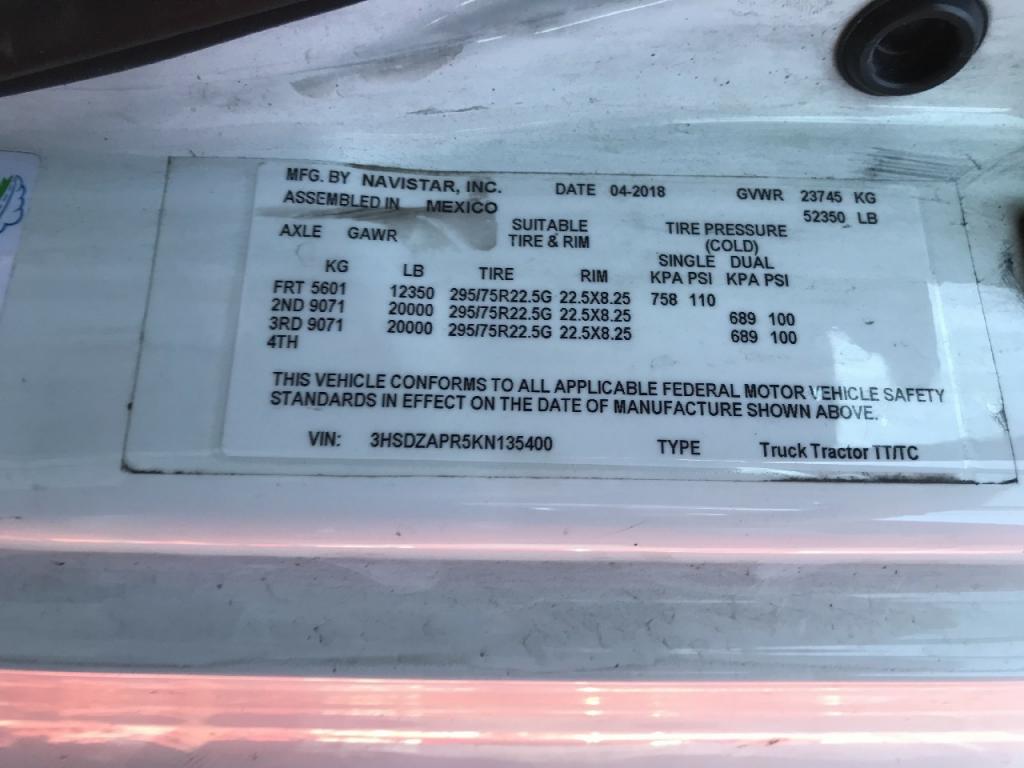 MFG. BY NAVISTAR, INC. DATE 04-2018 GVWR 23745 KG
ASSEMBLED IN MEXICO 52350 LB
AXLE GAWR SUITABLE TIRE PRESSURE
TIRE & RIM (COLD)
SINGLE DUAL
KG LB TIRE RIM KPA PSI KPA PSI
FRT 5601 12350 295/75R22.5G 22.5X8.25 758 110
2ND 9071 20000 295/75R22.5G 22.5X8.25 689 100
3RD 9071 20000 295/75R22.5G 22.5X8.25 689 100
4TH
THIS VEHICLE CONFORMS TO ALL APPLICABLE FEDERAL MOTOR VEHICLE SAFETY
STANDARDS IN EFFECT ON THE DATE OF MANUFACTURE SHOWN ABOVE.
VIN: 3HSDZAPR5KN135400 TYPE Truck Tractor TT/TC